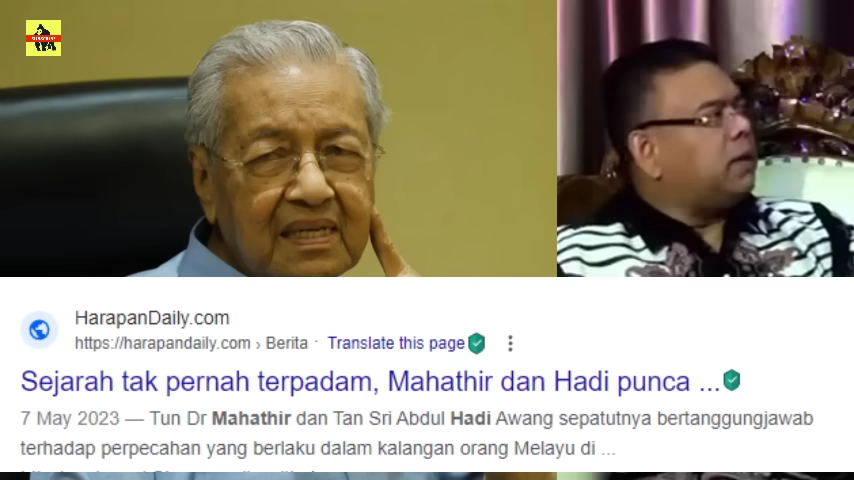 SUBSCRIBE
HarapanDaily.com
https://harapandaily.com › Berita · Translate this page
Sejarah tak pernah terpadam, Mahathir dan Hadi punca ...
7 May 2023 — Tun Dr Mahathir dan Tan Sri Abdul Hadi Awang sepatutnya bertanggungjawab
terhadap perpecahan yang berlaku dalam kalangan orang Melayu di ...